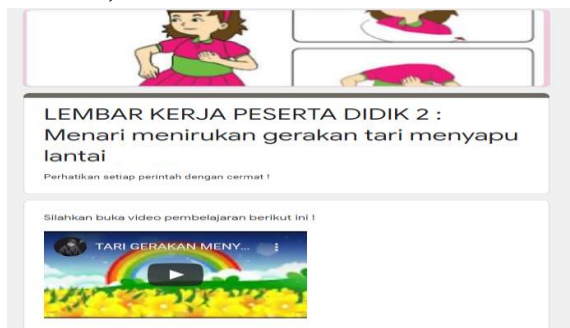 LEMBAR KERJA PESERTA DIDIK 2 :
Menari menirukan gerakan tari menyapu
lantai
Perhatikan setiap perintah dengan cermat !
Silahkan buka video pembelajaran berikut ini !
TARI GERAKAN MENY...